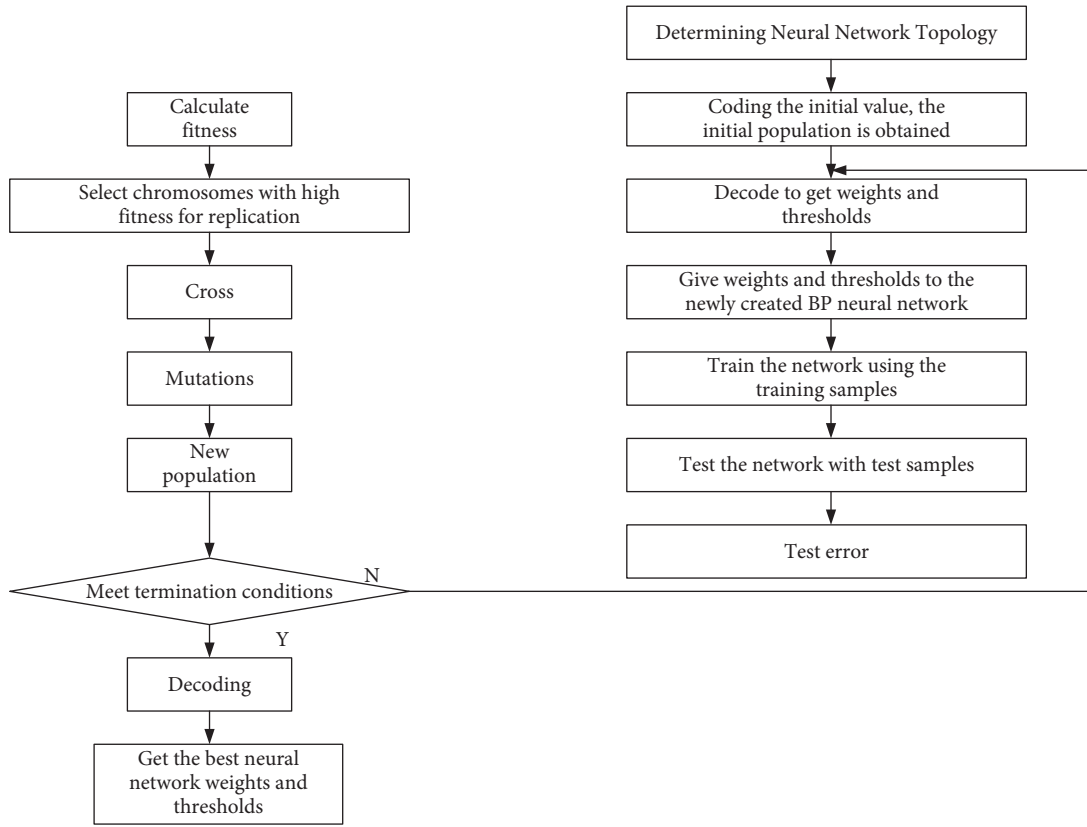 Calculate
fitness
Select chromosomes with high
fitness for replication
Cross
Mutations
New
population
Meet termination conditions
N
Y
Decoding
Get the best neural
network weights and
thresholds
Determining Neural Network Topology
Coding the initial value, the
initial population is obtained
Decode to get weights and
thresholds
Give weights and thresholds to the
newly created BP neural network
Train the network using the
training samples
Test the network with test samples
Test error